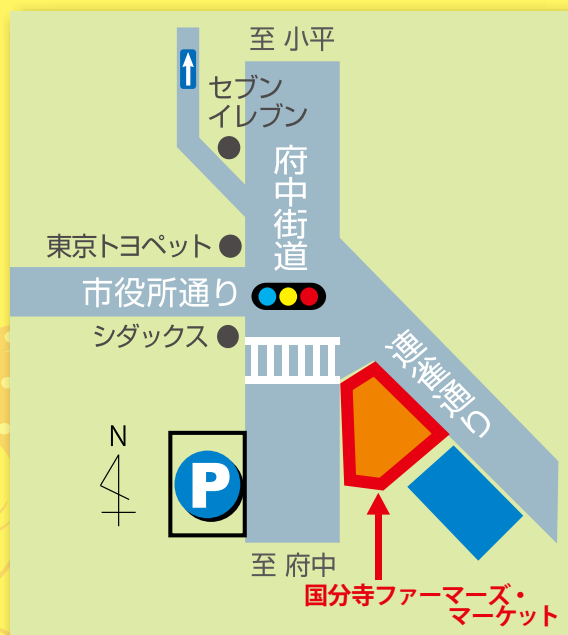 至 小平
セブン
イレブン
府中街道
東京トヨペット
市役所通り
シダックス
連雀通り
N
P
至 府中
国分寺ファーマーズ・
マーケット